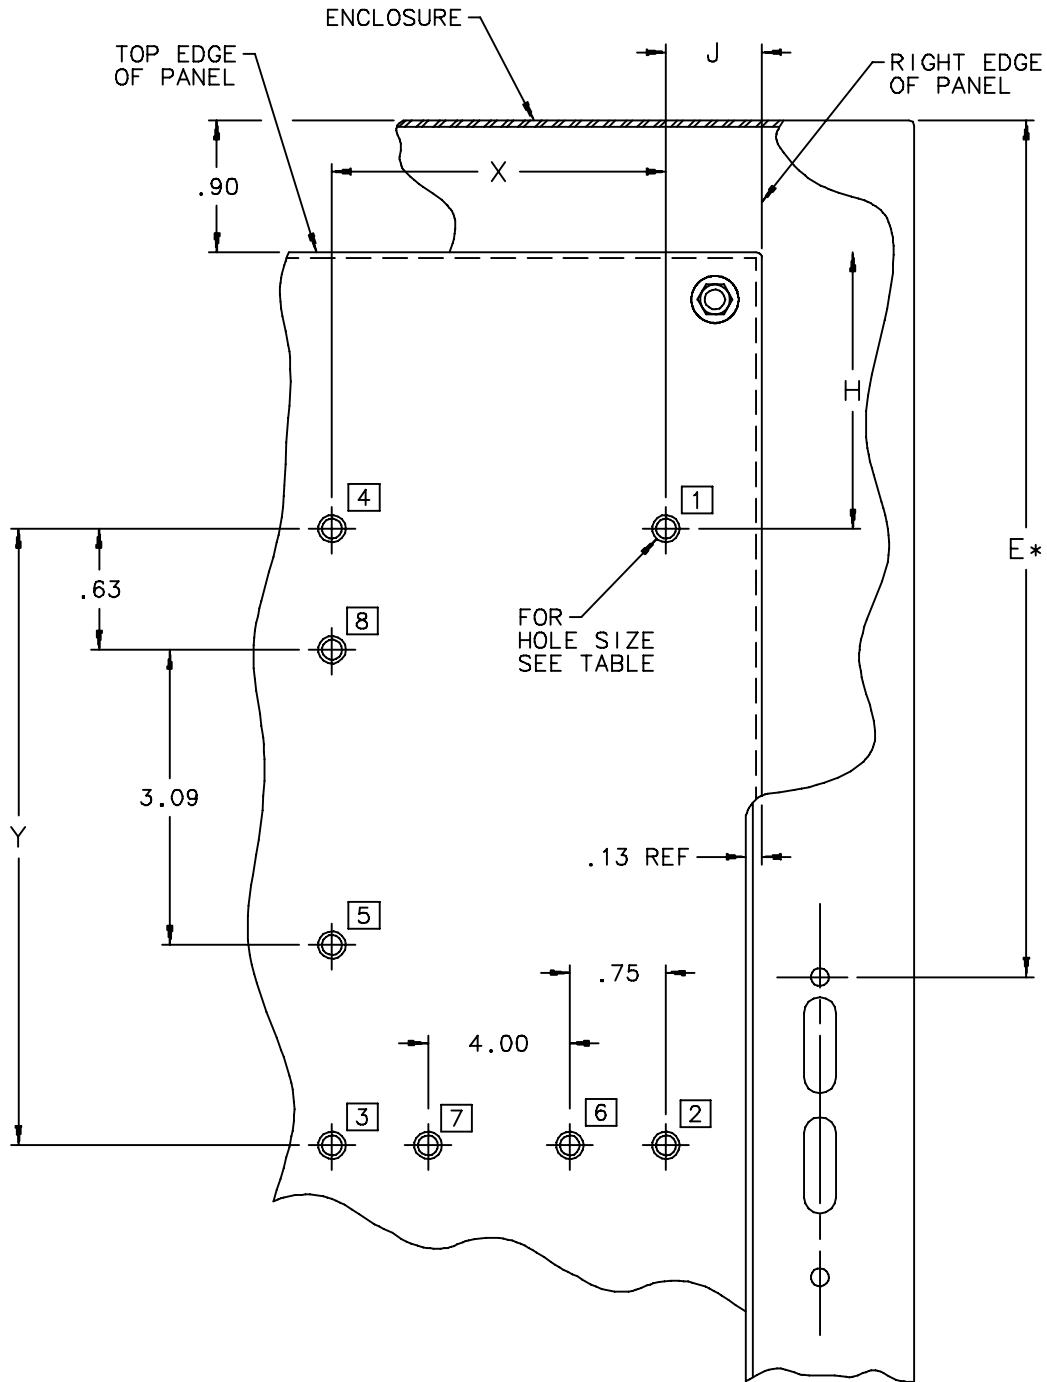 ENCLOSURE
TOP EDGE
OF PANEL
J
RIGHT EDGE
OF PANEL
.90
X
H
4
1
E*
.63
8
FOR
HOLE SIZE
SEE TABLE
3.09
Y
.13 REF
5
.75
4.00
3
7
6
2